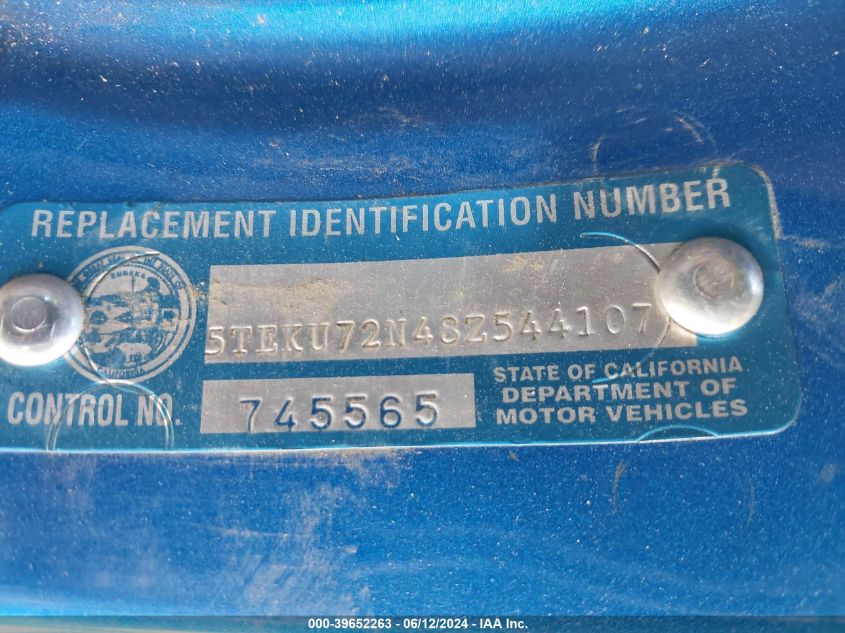 REPLACEMENT IDENTIFICATION NUMBER
EUREKA
5TEKU72N48Z544107
CONTROL NO. 745565
STATE OF CALIFORNIA
DEPARTMENT OF
MOTOR VEHICLES
000-39652263 - 06/12/2024 - IAA Inc.